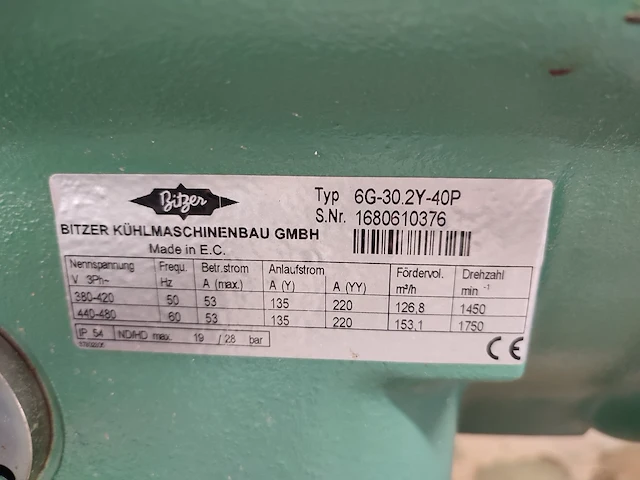 Bitzer
Typ 6G-30.2Y-40P
S.Nr. 1680610376
BITZER KÜHLMASCHINENBAU GMBH
Made in E.C.
Nennspannung Frequ. Betr.strom Anlaufstrom Fördervol. Drehzahl
V 3Ph~ Hz A (max.) A (Y) A (YY) m³/h min -1
380-420 50 53 135 220 126,8 1450
440-480 60 53 135 220 153,1 1750
IP 54 ND/HD max. 19 / 28 bar
CE